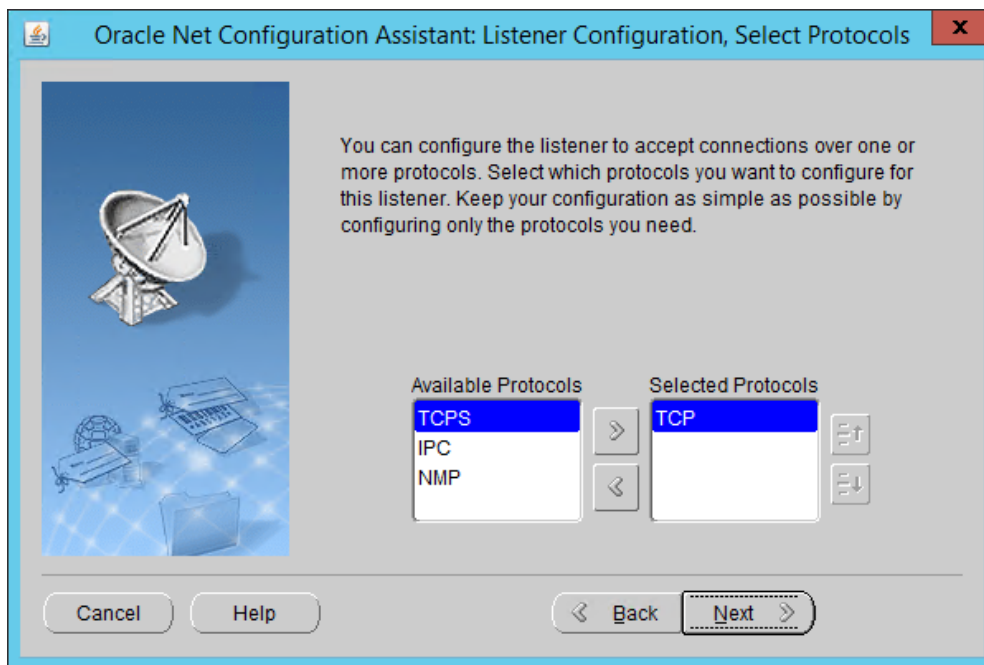 Oracle Net Configuration Assistant: Listener Configuration, Select Protocols
x
You can configure the listener to accept connections over one or
more protocols. Select which protocols you want to configure for
this listener. Keep your configuration as simple as possible by
configuring only the protocols you need.
Available Protocols
TCPS
IPC
NMP
Selected Protocols
TCP
Cancel
Help
Back
Next